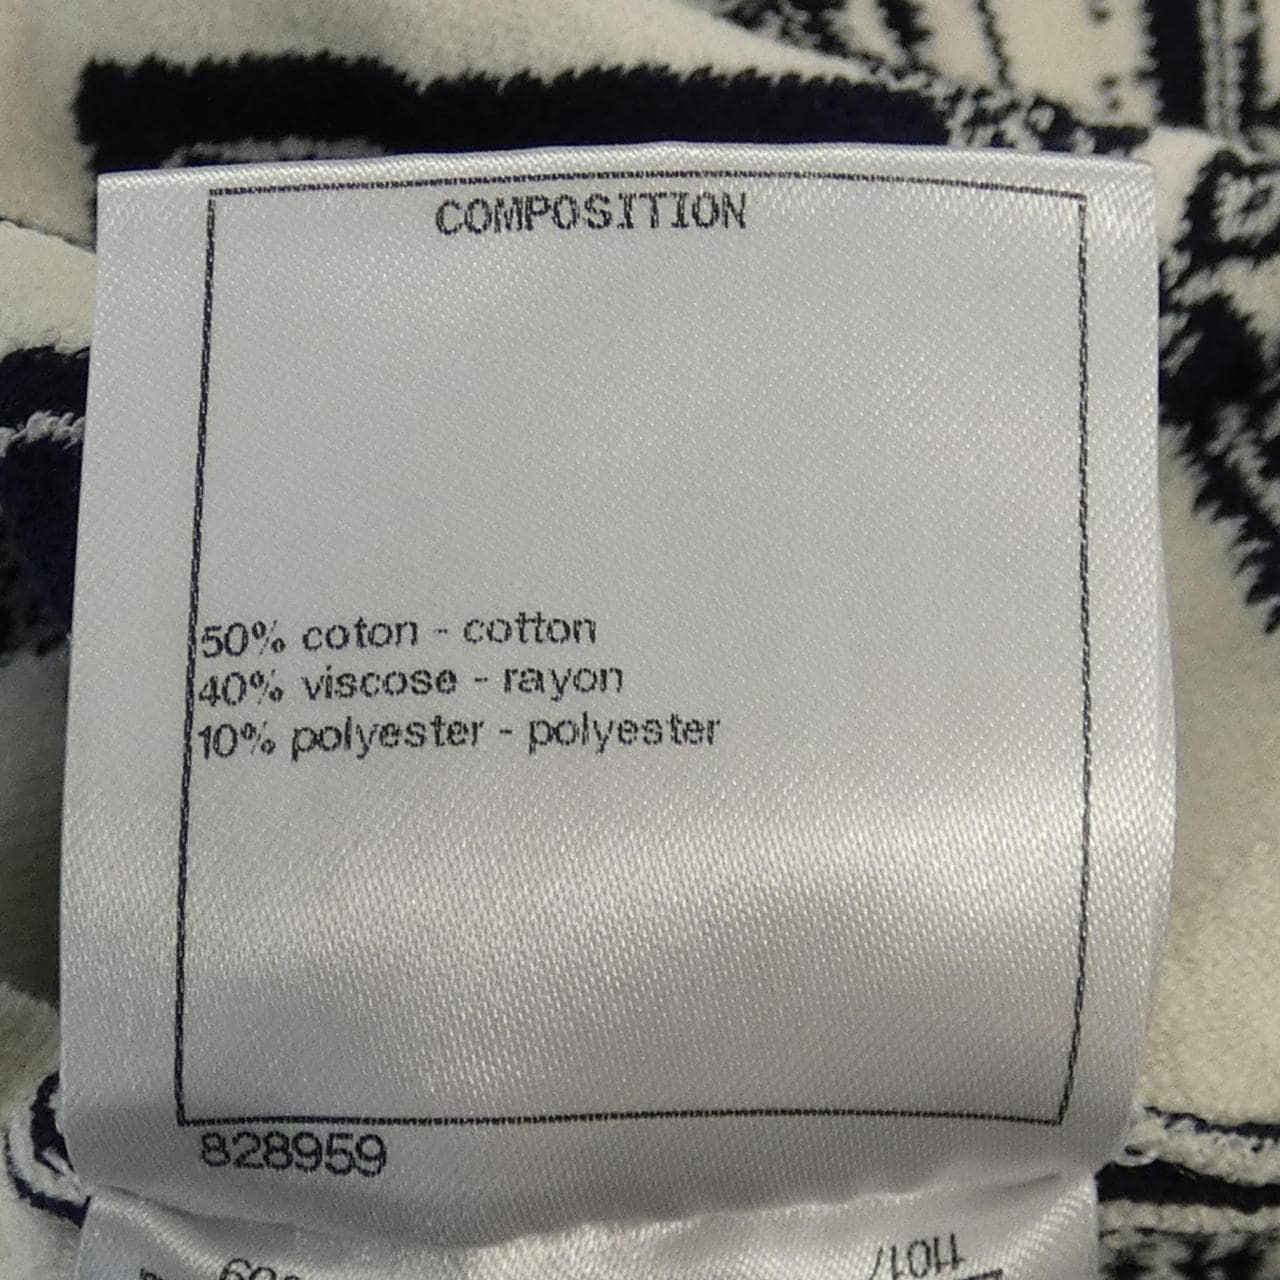 COMPOSITION
50% coton - cotton
40% viscose - rayon
10% polyester - polyester
828959